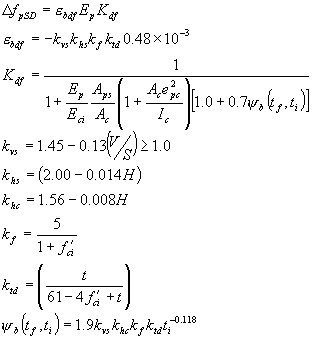 Δf_pSD = ε_bdf E_p K_df
ε_bdf = −k_vs k_hs k_f k_td 0.48 × 10^−3
K_df = 1 / (1 + (E_p / E_ci) (A_ps / A_c) (1 + A_c e_pc^2 / I_c) [1.0 + 0.7ψ_b(t_f, t_i)])
k_vs = 1.45 − 0.13(V/S) ≥ 1.0
k_hs = (2.00 − 0.014H)
k_hc = 1.56 − 0.008H
k_f = 5 / (1 + f′_ci)
k_td = (t / (61 − 4f′_ci + t))
ψ_b(t_f, t_i) = 1.9k_vs k_hc k_f k_td t_i^−0.118